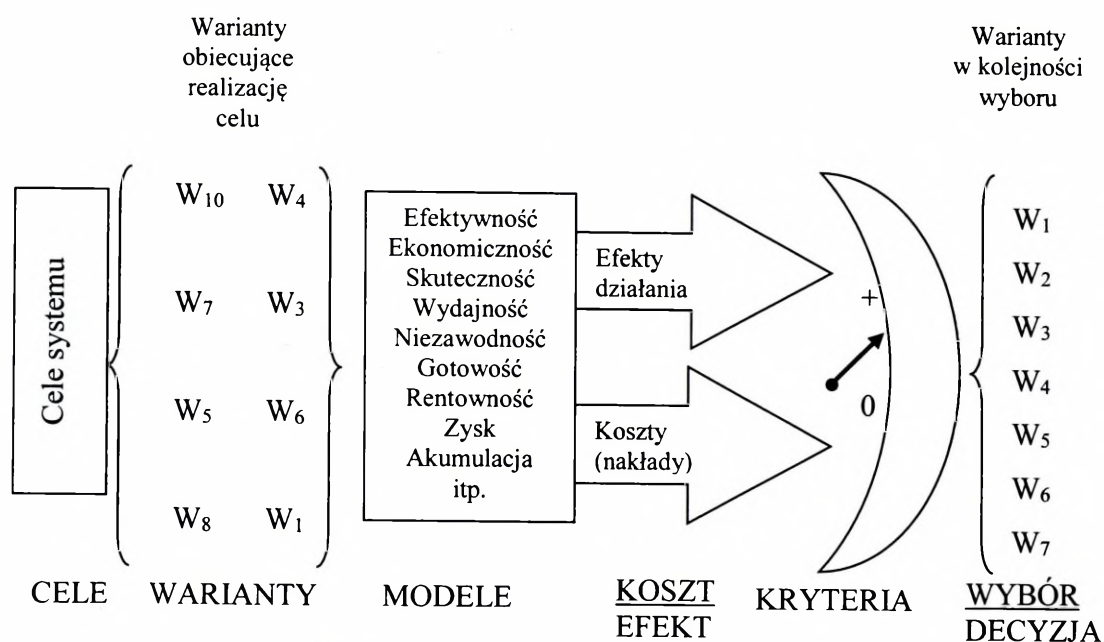 Warianty
obiecujące
realizację
celu
Warianty
w kolejności
wyboru
Cele systemu
W10 W4
W7 W3
W5 W6
W8 W1
Efektywność
Ekonomiczność
Skuteczność
Wydajność
Niezawodność
Gotowość
Rentowność
Zysk
Akumulacja
itp.
Efekty
działania
Koszty
(nakłady)
+
0
W1
W2
W3
W4
W5
W6
W7
CELE WARIANTY MODELE KOSZT KRYTERIA WYBÓR
EFEKT DECYZJA